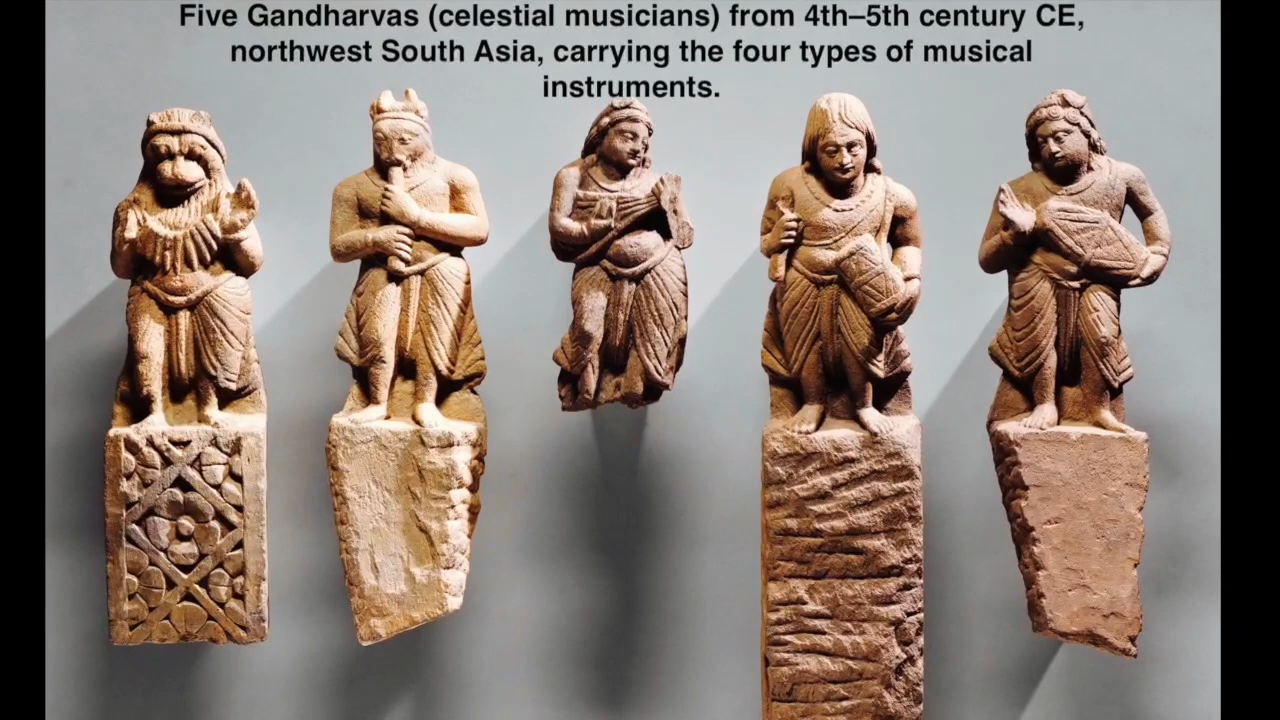 Five Gandharvas (celestial musicians) from 4th–5th century CE,
northwest South Asia, carrying the four types of musical
instruments.